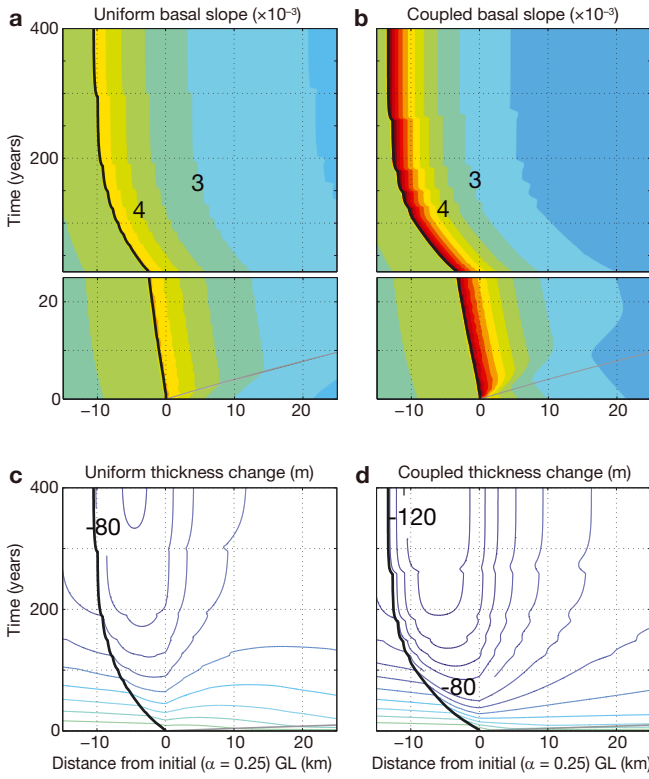 a Uniform basal slope (×10⁻³)
b Coupled basal slope (×10⁻³)
400
200
20
0
Time (years)
3
4
3
4
−10 0 10 20
−10 0 10 20
c Uniform thickness change (m)
d Coupled thickness change (m)
400
200
0
Time (years)
-80
-120
-80
−10 0 10 20
−10 0 10 20
Distance from initial (α = 0.25) GL (km)
Distance from initial (α = 0.25) GL (km)